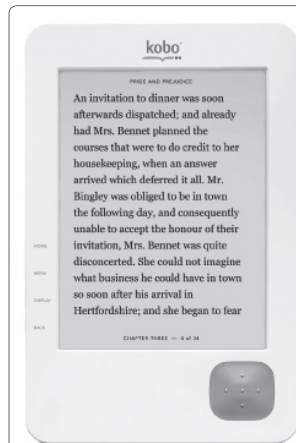 kobo
PRIDE AND PREJUDICE
An invitation to dinner was soon
afterwards dispatched; and already
had Mrs. Bennet planned the
courses that were to do credit to her
housekeeping, when an answer
arrived which deferred it all. Mr.
Bingley was obliged to be in town
the following day, and consequently
unable to accept the honour of their
invitation, Mrs. Bennet was quite
disconcerted. She could not imagine
what business he could have in town
so soon after his arrival in
Hertfordshire; and she began to fear
HOME
MENU
DISPLAY
BACK
CHAPTER THREE — 6 of 24